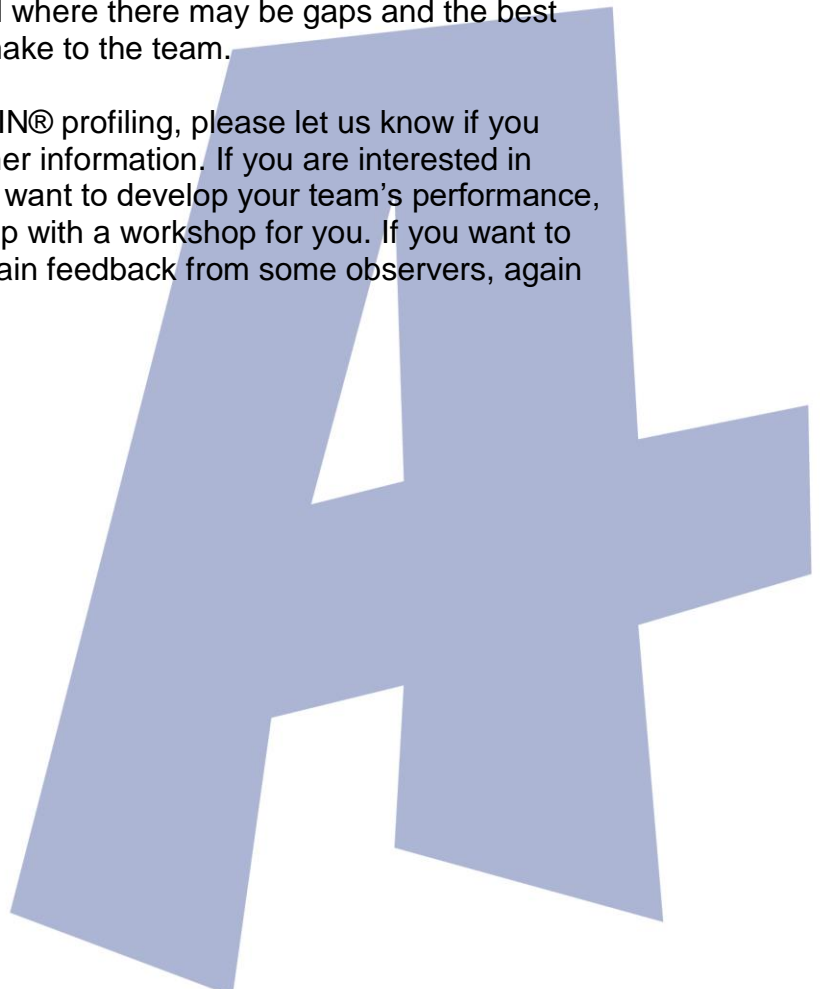 where there may be gaps and the best
make to the team.
IN® profiling, please let us know if you
her information. If you are interested in
want to develop your team's performance,
p with a workshop for you. If you want to
ain feedback from some observers, again
A+